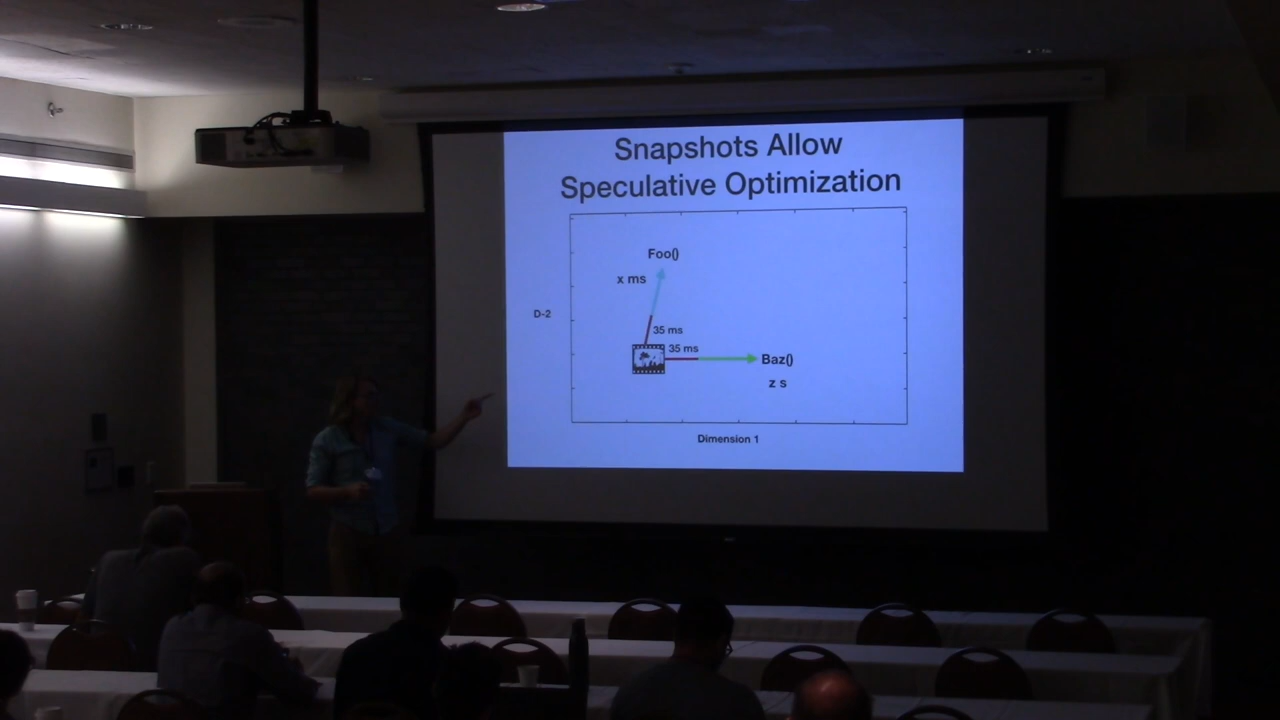 Snapshots Allow
Speculative Optimization
Foo()
x ms
D-2
35 ms
35 ms
Baz()
z s
Dimension 1